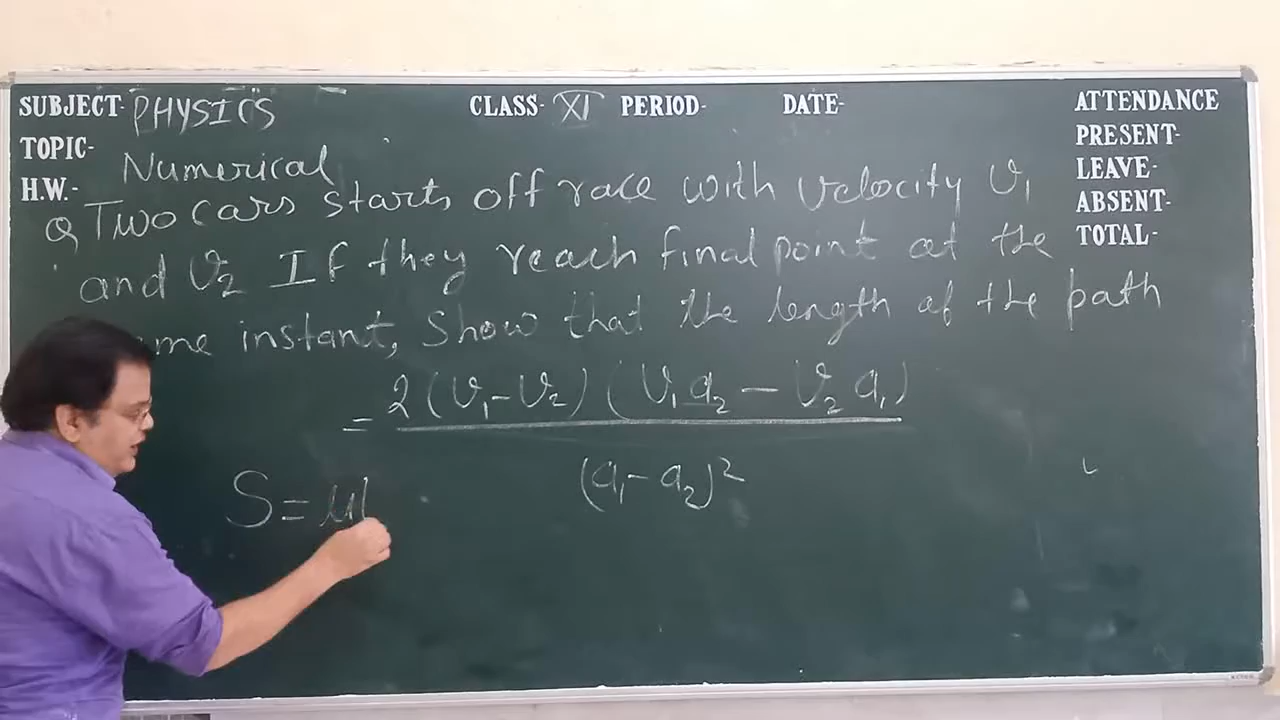 SUBJECT- PHYSICS CLASS- XI PERIOD- DATE- ATTENDANCE
TOPIC- Numerical PRESENT-
H.W.- LEAVE-
ABSENT-
TOTAL-
Q Two cars starts off race with velocity V₁
and V₂ If they reach final point at the
me instant, Show that the length of the path
= 2(V₁-V₂) (V₁a₂ - V₂a₁)
(a₁-a₂)²
S = ut